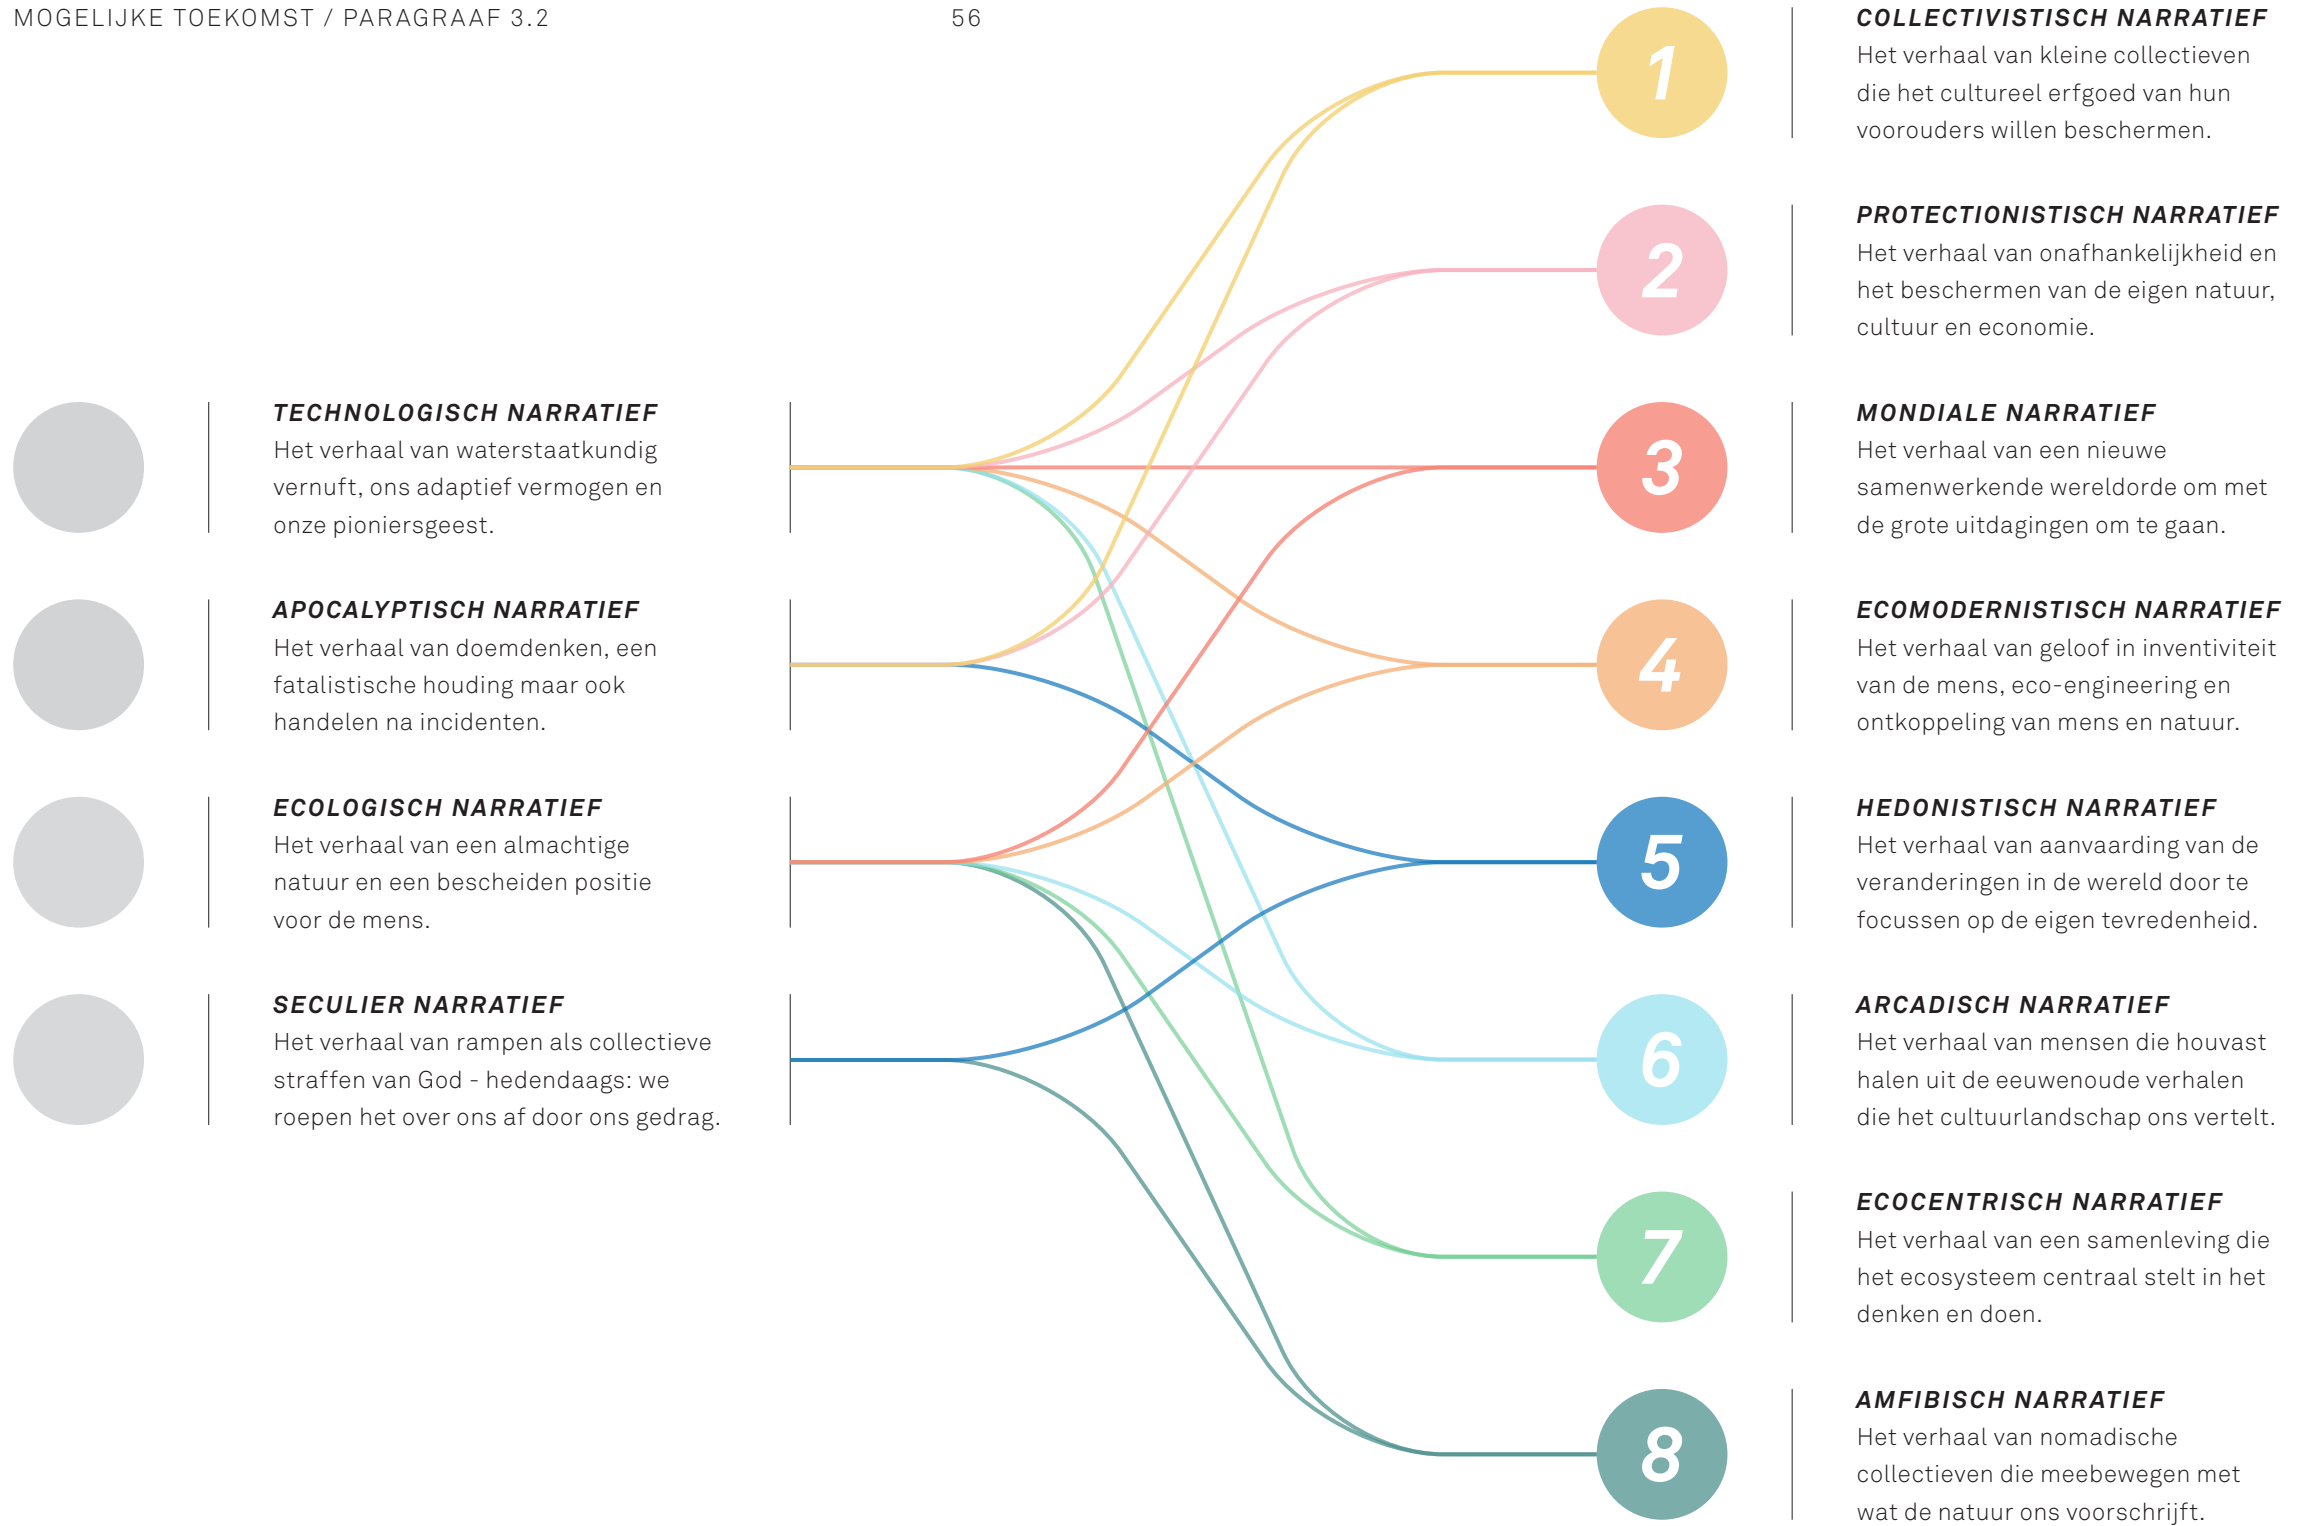 MOGELIJKE TOEKOMST / PARAGRAAF 3.2
56
TECHNOLOGISCH NARRATIEF
Het verhaal van waterstaatkundig
vernuft, ons adaptief vermogen en
onze pioniersgeest.
APOCALYPTISCH NARRATIEF
Het verhaal van doemdenken, een
fatalistische houding maar ook
handelen na incidenten.
ECOLOGISCH NARRATIEF
Het verhaal van een almachtige
natuur en een bescheiden positie
voor de mens.
SECULIER NARRATIEF
Het verhaal van rampen als collectieve
straffen van God - hedendaags: we
roepen het over ons af door ons gedrag.
1
COLLECTIVISTISCH NARRATIEF
Het verhaal van kleine collectieven
die het cultureel erfgoed van hun
voorouders willen beschermen.
2
PROTECTIONISTISCH NARRATIEF
Het verhaal van onafhankelijkheid en
het beschermen van de eigen natuur,
cultuur en economie.
3
MONDIALE NARRATIEF
Het verhaal van een nieuwe
samenwerkende wereldorde om met
de grote uitdagingen om te gaan.
4
ECOMODERNISTISCH NARRATIEF
Het verhaal van geloof in inventiviteit
van de mens, eco-engineering en
ontkoppeling van mens en natuur.
5
HEDONISTISCH NARRATIEF
Het verhaal van aanvaarding van de
veranderingen in de wereld door te
focussen op de eigen tevredenheid.
6
ARCADISCH NARRATIEF
Het verhaal van mensen die houvast
halen uit de eeuwenoude verhalen
die het cultuurlandschap ons vertelt.
7
ECOCENTRISCH NARRATIEF
Het verhaal van een samenleving die
het ecosysteem centraal stelt in het
denken en doen.
8
AMFIBISCH NARRATIEF
Het verhaal van nomadische
collectieven die meebewegen met
wat de natuur ons voorschrijft.